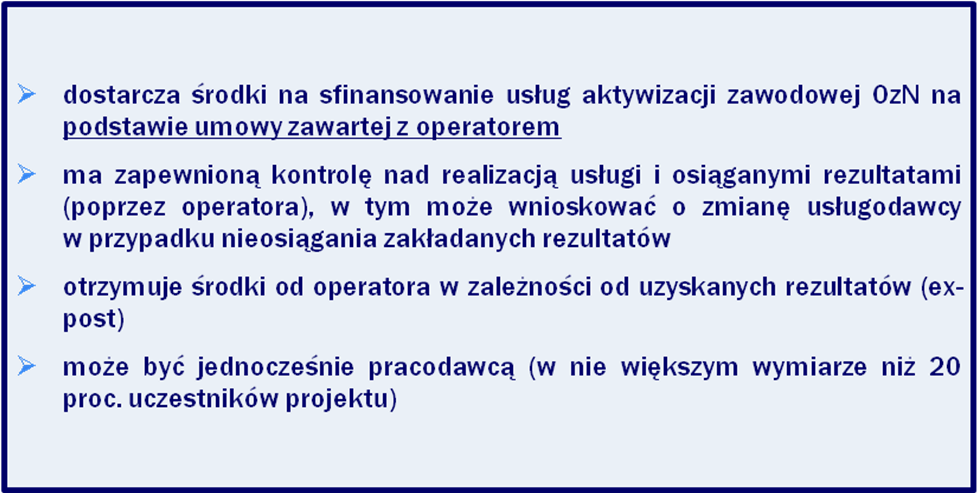 dostarcza środki na sfinansowanie usług aktywizacji zawodowej OzN na
podstawie umowy zawartej z operatorem
ma zapewnioną kontrolę nad realizacją usługi i osiąganymi rezultatami
(poprzez operatora), w tym może wnioskować o zmianę usługodawcy
w przypadku nieosiągania zakładanych rezultatów
otrzymuje środki od operatora w zależności od uzyskanych rezultatów (ex-
post)
może być jednocześnie pracodawcą (w nie większym wymiarze niż 20
proc. uczestników projektu)